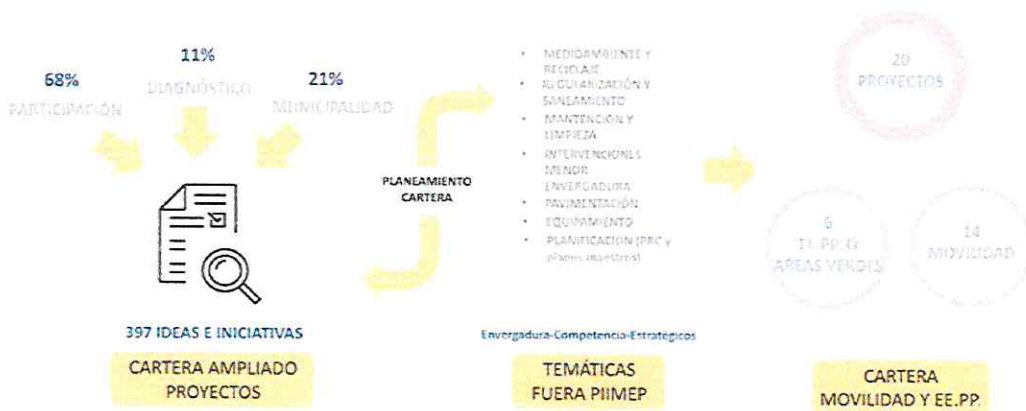 68%
PARTICIPACIÓN
11%
DIAGNÓSTICO
21%
MUNICIPALIDAD
397 IDEAS E INICIATIVAS
CARTERA AMPLIADO
PROYECTOS
PLANEAMIENTO
CARTERA
• MEDIOAMBIENTE Y
RECICLAJE
• REGULARIZACIÓN Y
SANEAMIENTO
• MANTENCIÓN Y
LIMPIEZA
• INTERVENCIONES
MENOR
ENVERGADURA
• PAVIMENTACIÓN
• EQUIPAMIENTO
• PLANIFICACIÓN (PRC y
planes maestros)
Envergadura-Competencia-Estratégicos
TEMÁTICAS
FUERA PIIMEP
20
PROYECTOS
6
EE.PP. O
ÁREAS VERDES
14
MOVILIDAD
CARTERA
MOVILIDAD Y EE.PP.